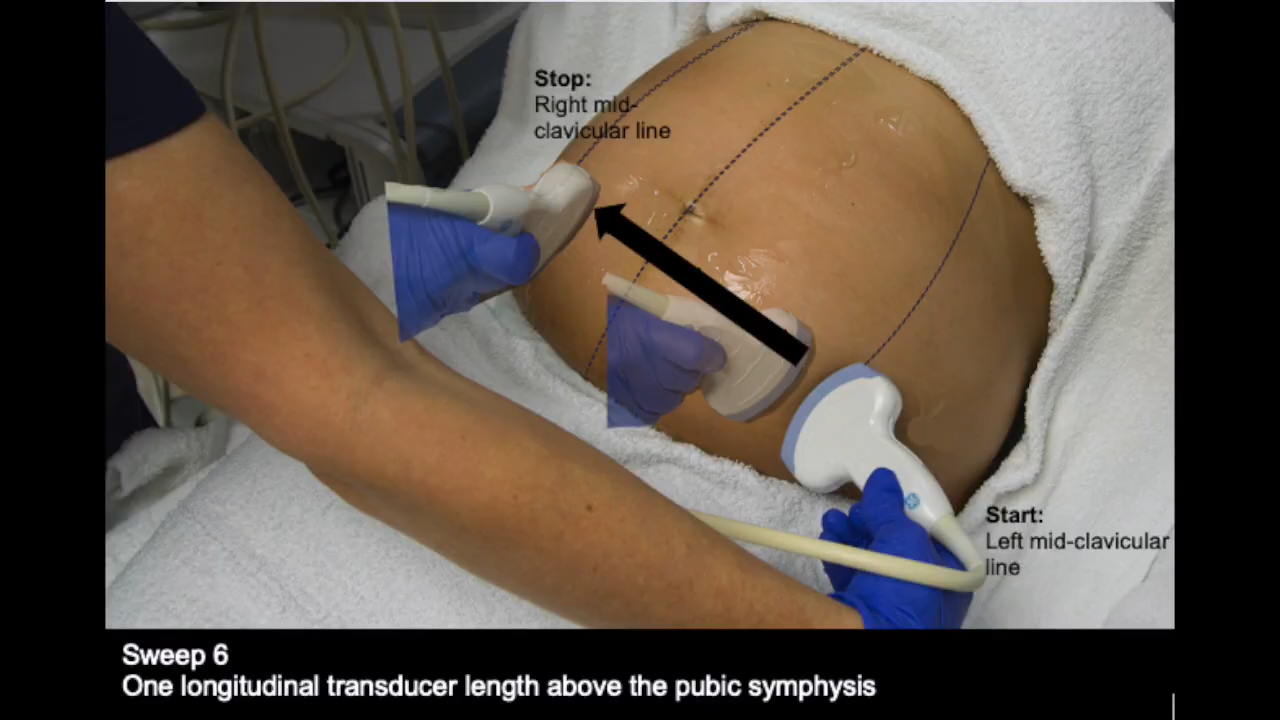 Stop:
Right mid-
clavicular line
Start:
Left mid-clavicular
line
Sweep 6
One longitudinal transducer length above the pubic symphysis